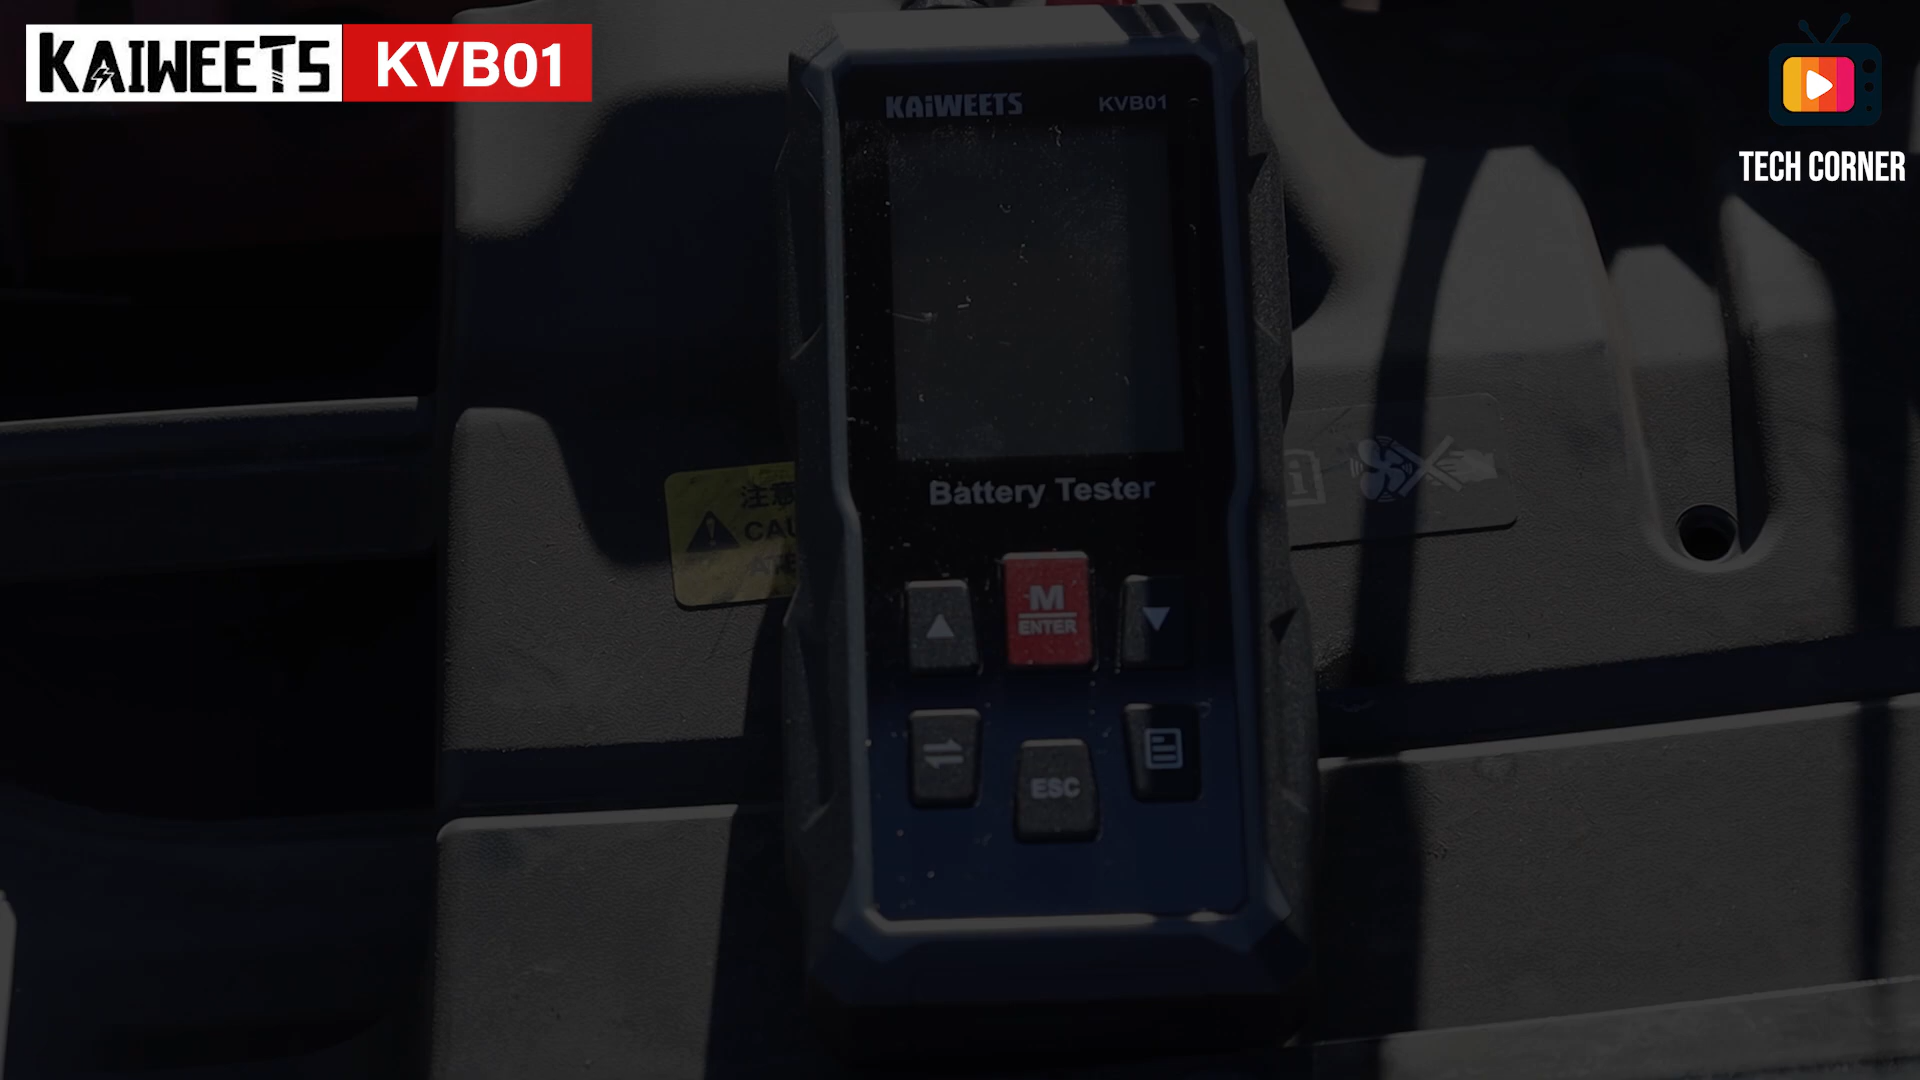 KAIWEETS KVB01
TECH CORNER
KAiWEETS KVB01
Battery Tester
注意
CAU
M
ENTER
ESC